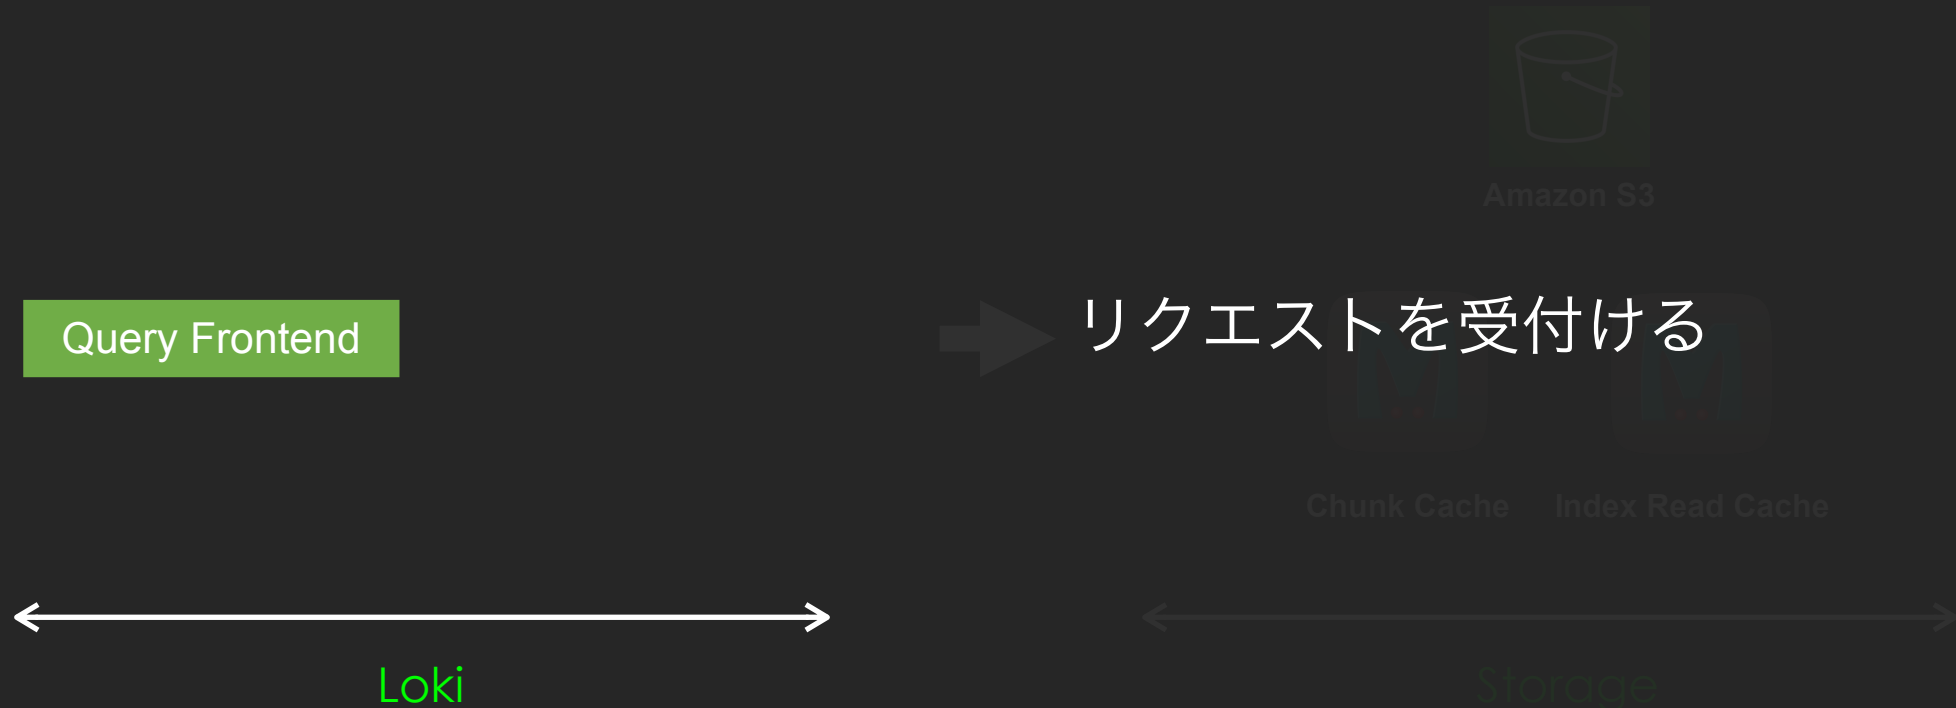 Amazon S3
Query Frontend
リクエストを受付ける
Chunk Cache
Index Read Cache
Loki
Storage